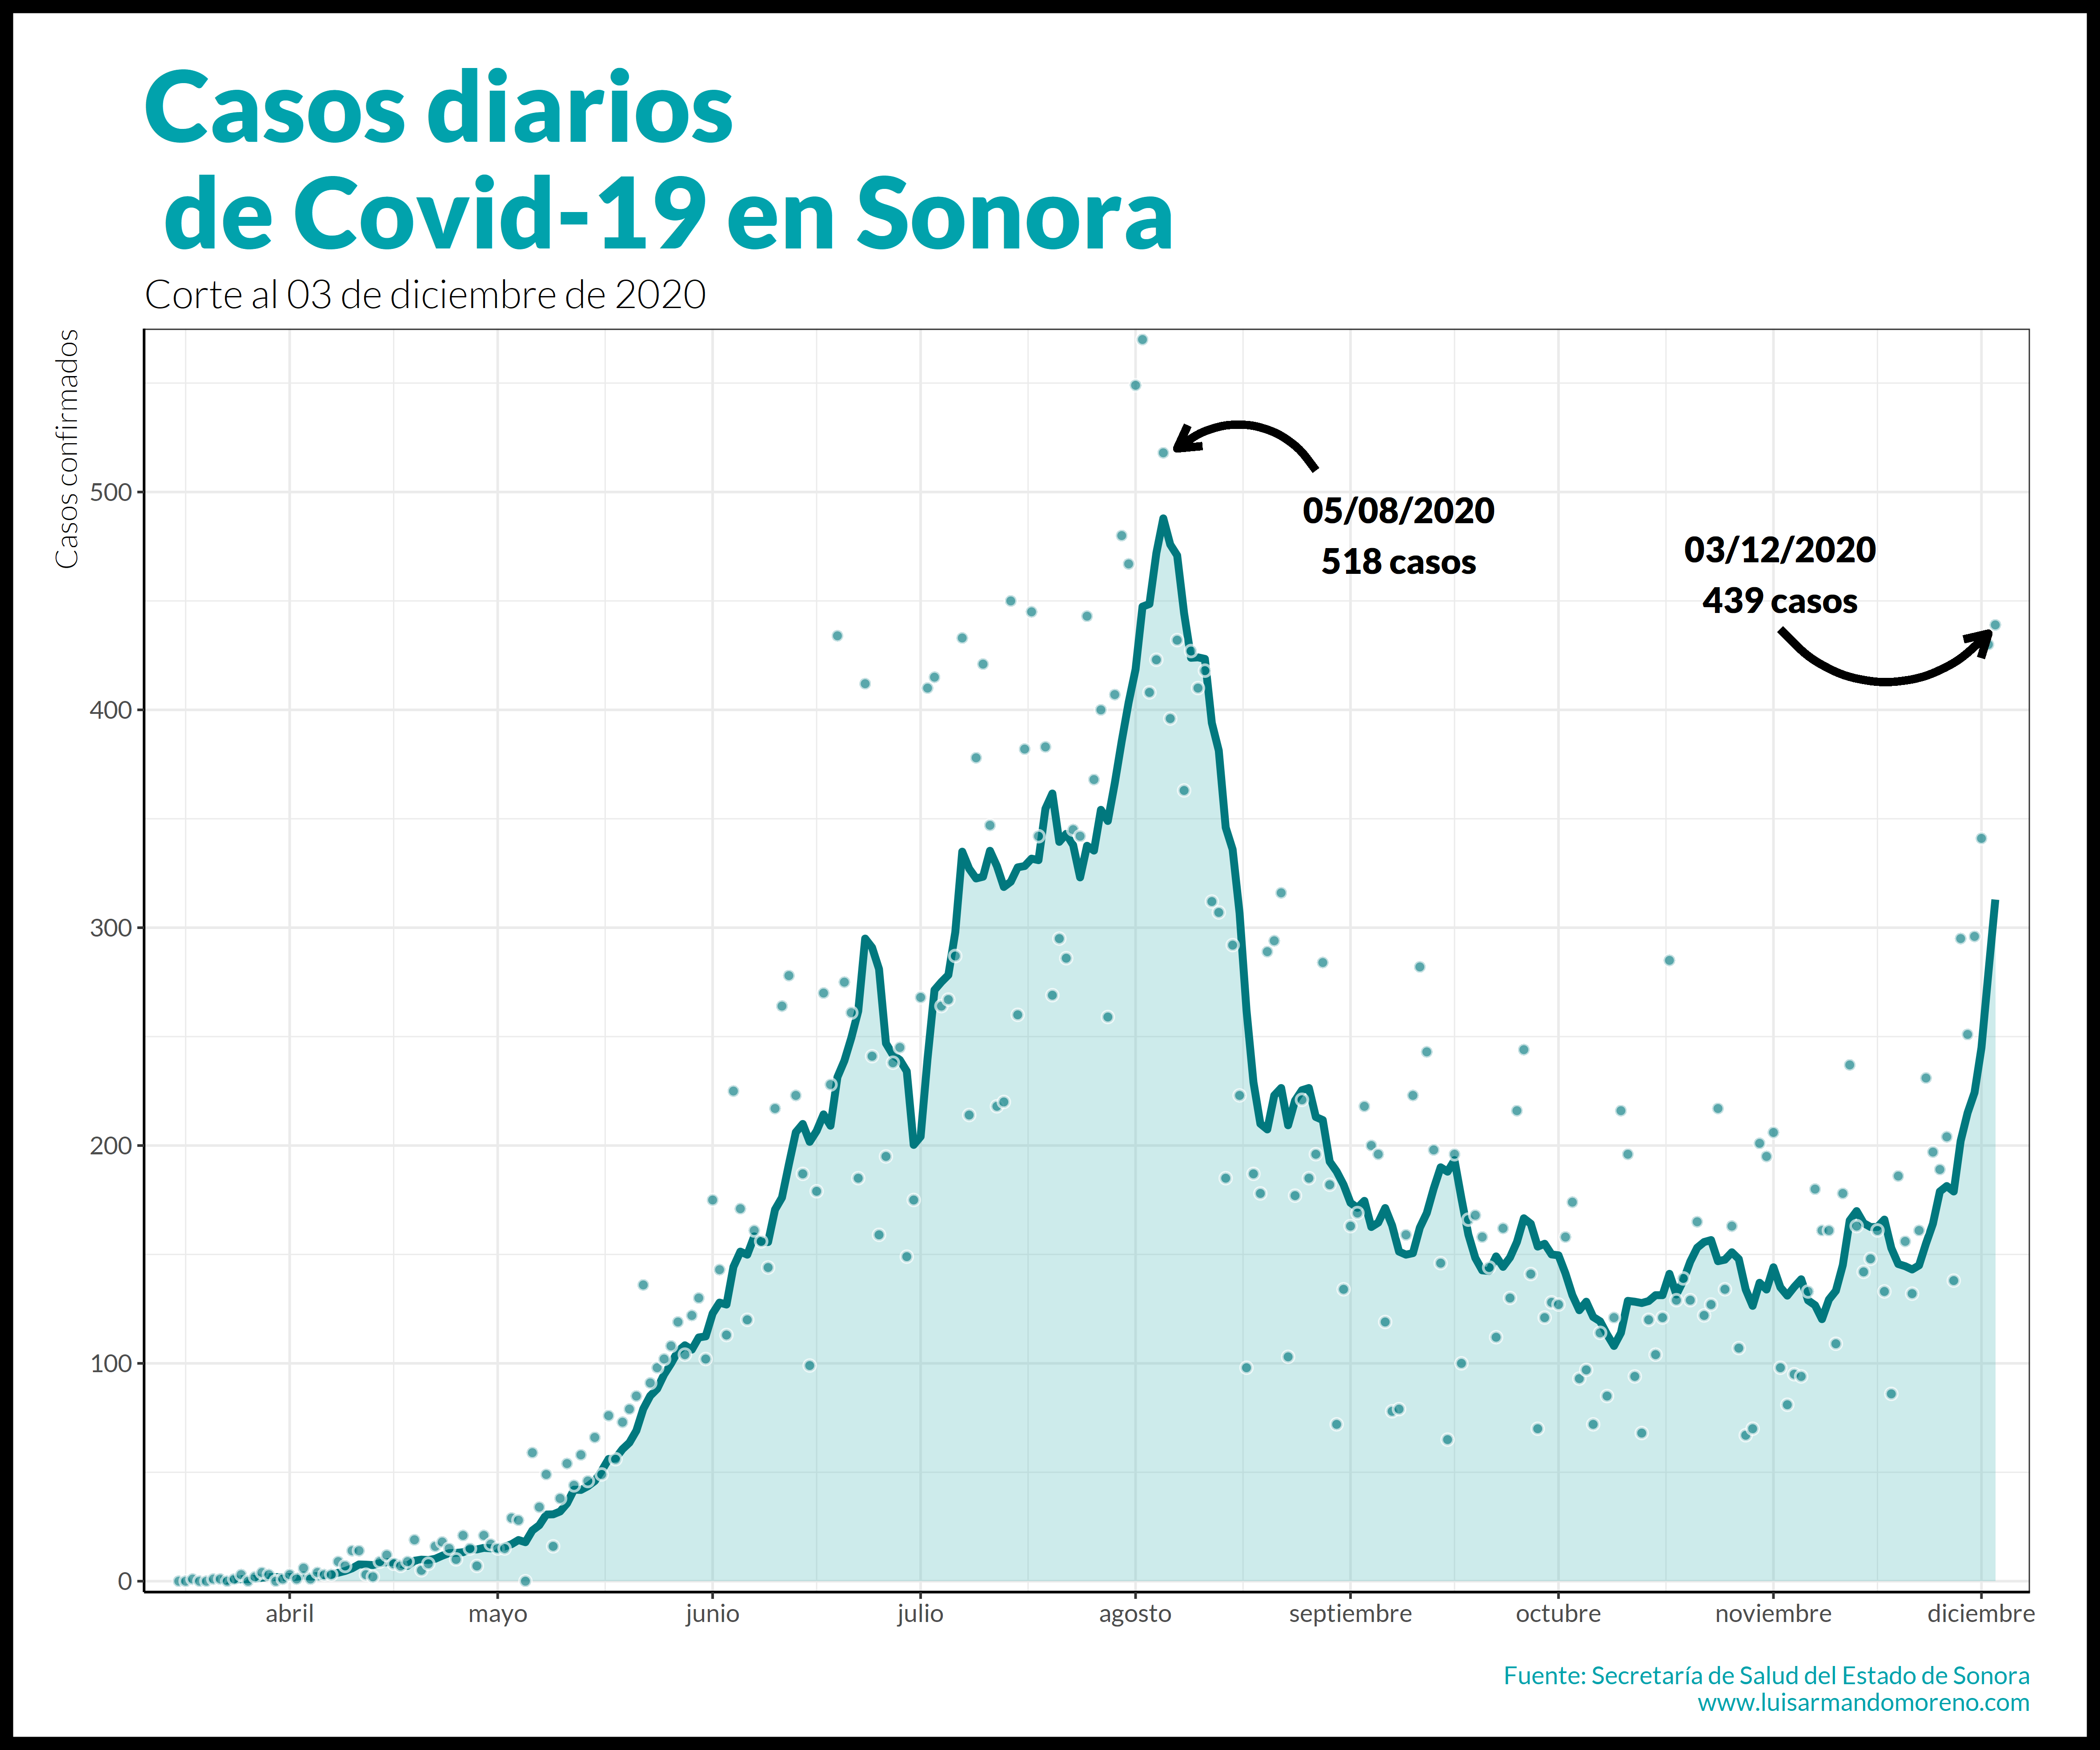 Casos diarios
de Covid-19 en Sonora
Corte al 03 de diciembre de 2020
Casos confirmados
500
400
300
200
100
0
05/08/2020
518 casos
03/12/2020
439 casos
abril mayo junio julio agosto septiembre octubre noviembre diciembre
Fuente: Secretaría de Salud del Estado de Sonora
www.luisarmandomoreno.com